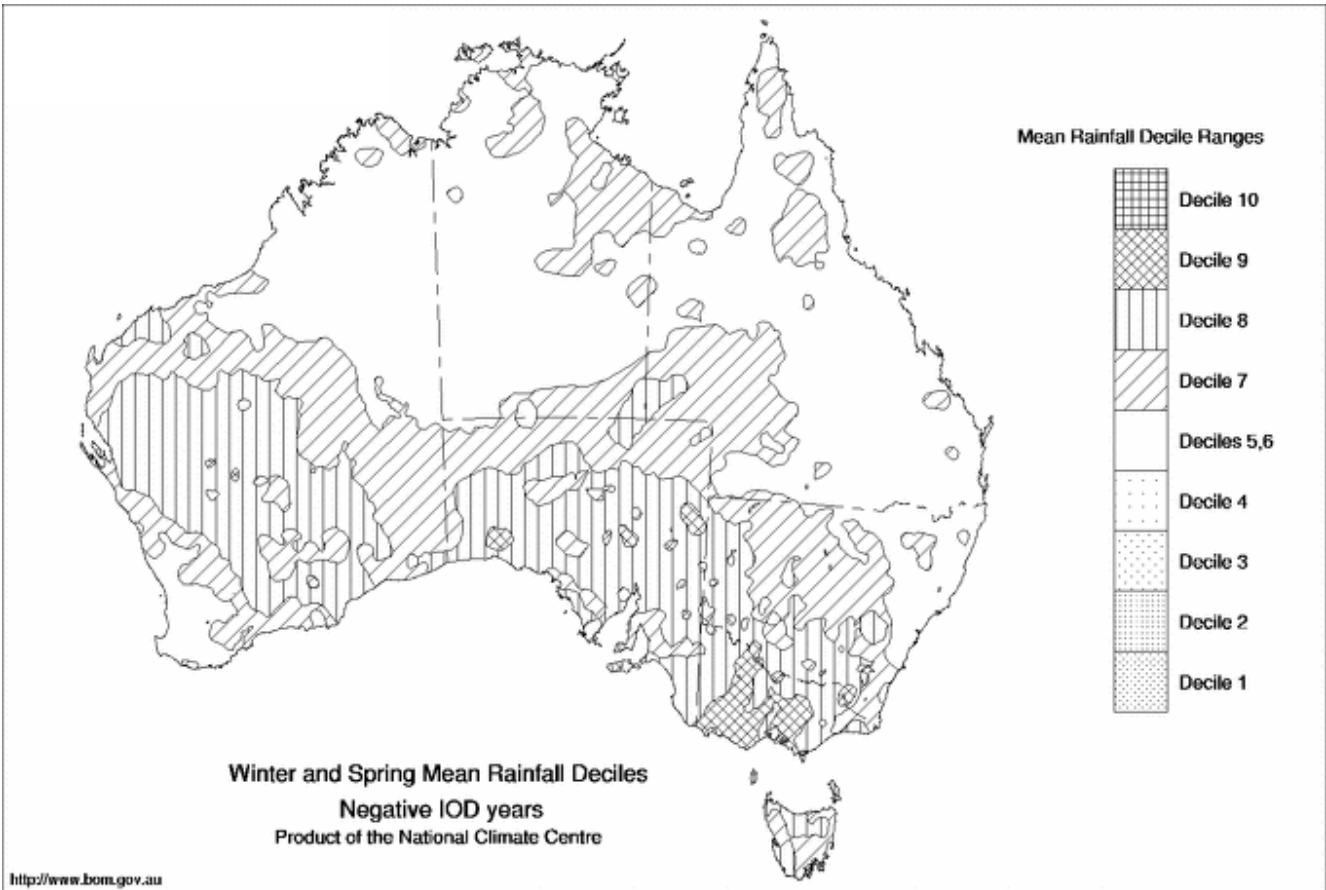 Mean Rainfall Decile Ranges
Decile 10
Decile 9
Decile 8
Decile 7
Deciles 5,6
Decile 4
Decile 3
Decile 2
Decile 1
Winter and Spring Mean Rainfall Deciles
Negative IOD years
Product of the National Climate Centre
http://www.bom.gov.au